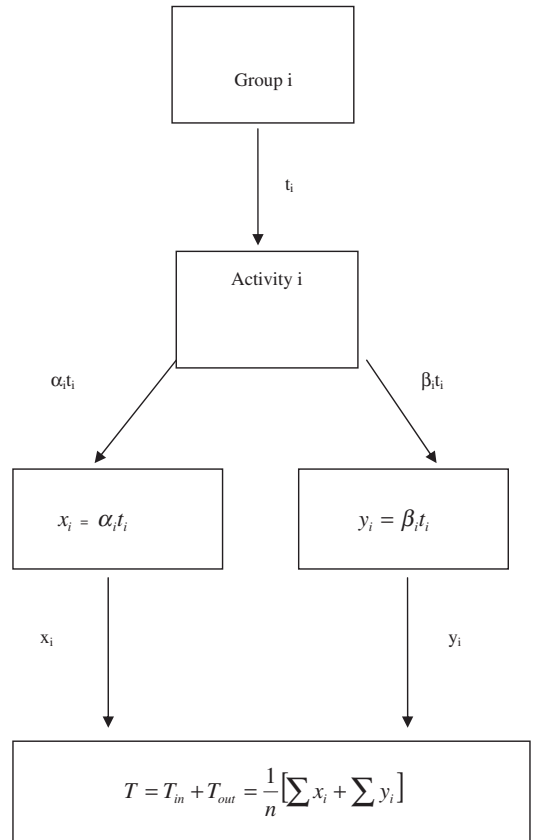 Group i
tᵢ
Activity i
αᵢtᵢ βᵢtᵢ
xᵢ = αᵢtᵢ yᵢ = βᵢtᵢ
xᵢ yᵢ
T = T_in + T_out = 1/n [∑ xᵢ + ∑ yᵢ]